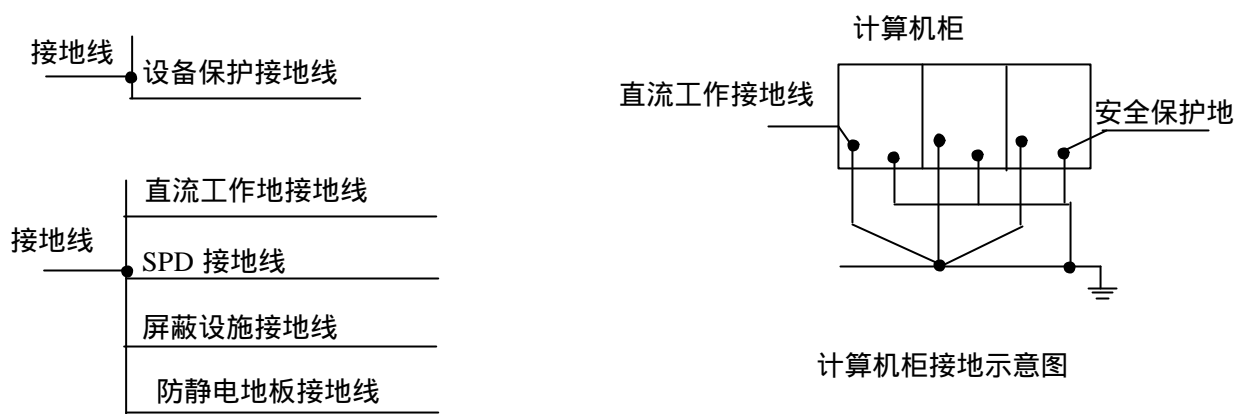 接地线
设备保护接地线
直流工作地接地线
接地线
SPD 接地线
屏蔽设施接地线
防静电地板接地线
计算机柜
直流工作接地线
安全保护地
计算机柜接地示意图